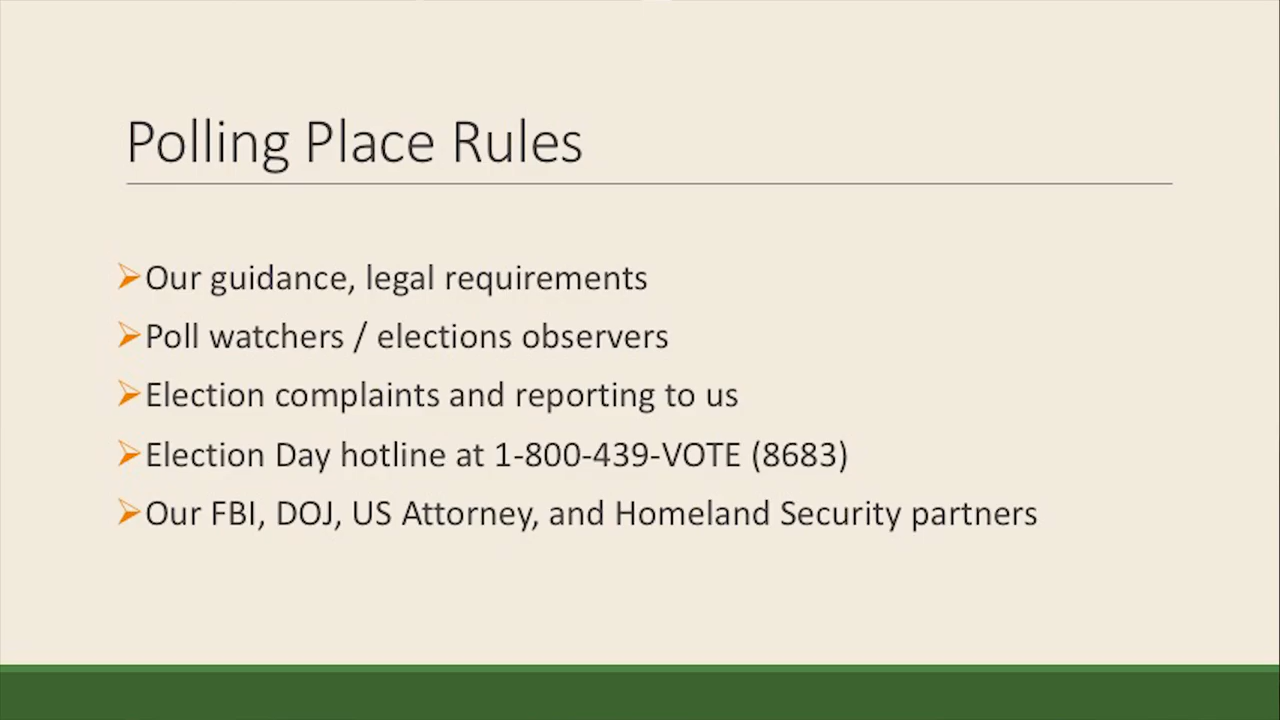 Polling Place Rules
Our guidance, legal requirements
Poll watchers / elections observers
Election complaints and reporting to us
Election Day hotline at 1-800-439-VOTE (8683)
Our FBI, DOJ, US Attorney, and Homeland Security partners